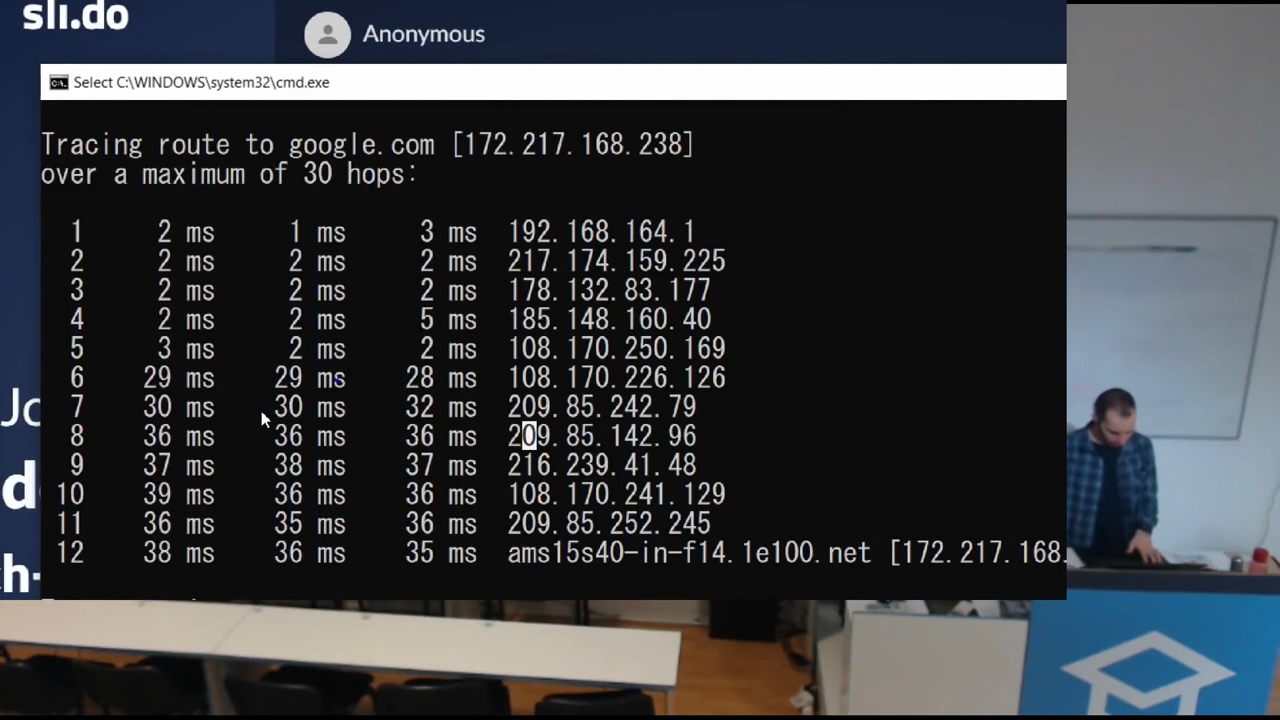 sli.do
Anonymous
Select C:\WINDOWS\system32\cmd.exe
Tracing route to google.com [172.217.168.238]
over a maximum of 30 hops:
1 2 ms 1 ms 3 ms 192.168.164.1
2 2 ms 2 ms 2 ms 217.174.159.225
3 2 ms 2 ms 2 ms 178.132.83.177
4 2 ms 2 ms 5 ms 185.148.160.40
5 3 ms 2 ms 2 ms 108.170.250.169
6 29 ms 29 ms 28 ms 108.170.226.126
7 30 ms 30 ms 32 ms 209.85.242.79
8 36 ms 36 ms 36 ms 209.85.142.96
9 37 ms 38 ms 37 ms 216.239.41.48
10 39 ms 36 ms 36 ms 108.170.241.129
11 36 ms 35 ms 36 ms 209.85.252.245
12 38 ms 36 ms 35 ms ams15s40-in-f14.1e100.net [172.217.168.